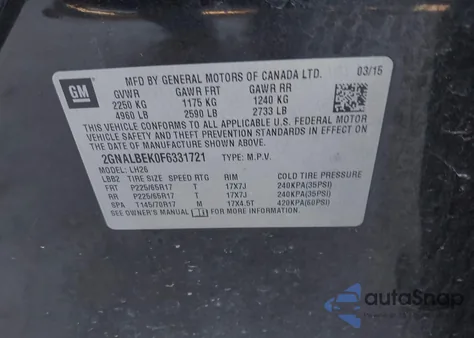 GM
MFD BY GENERAL MOTORS OF CANADA LTD. 03/15
GVWR GAWR FRT GAWR RR
2250 KG 1175 KG 1240 KG
4960 LB 2590 LB 2733 LB
THIS VEHICLE CONFORMS TO ALL APPLICABLE U.S. FEDERAL MOTOR
VEHICLE SAFETY, BUMPER, AND THEFT PREVENTION STANDARDS IN
EFFECT ON THE DATE OF MANUFACTURE SHOWN ABOVE.
2GNALBEK0F6331721 TYPE: M.P.V.
MODEL: LH26
LBB2 TIRE SIZE SPEED RTG RIM COLD TIRE PRESSURE
FRT P225/65R17 T 17X7J 240KPA(35PSI)
RR P225/65R17 T 17X7J 240KPA(35PSI)
SPA T145/70R17 M 17X4.5T 420KPA(60PSI)
SEE OWNER'S MANUAL FOR MORE INFORMATION
autoSnap